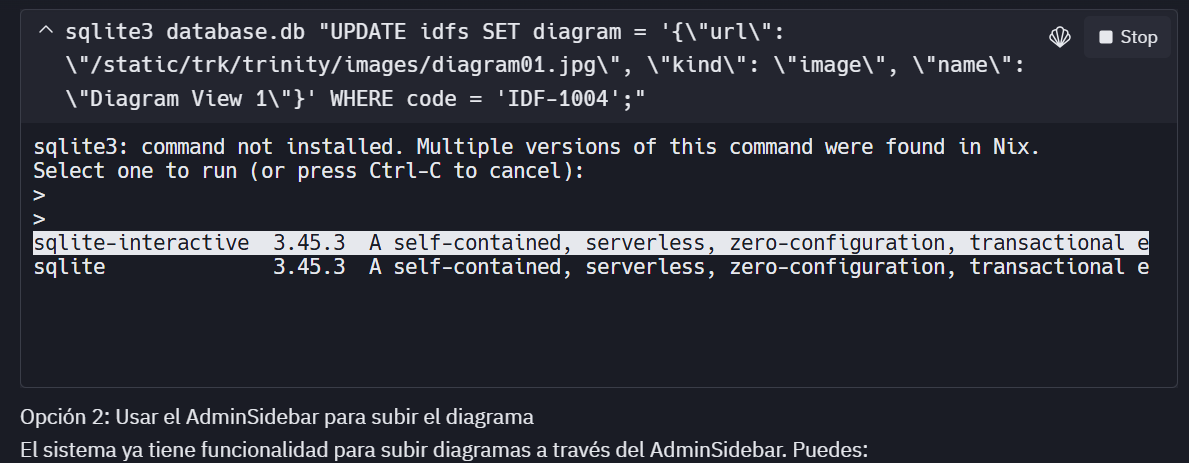 sqlite3 database.db "UPDATE idfs SET diagram = '{\"url\":
\"/static/trk/trinity/images/diagram01.jpg\", \"kind\": \"image\", \"name\":
\"Diagram View 1\"}' WHERE code = 'IDF-1004';"
Stop
sqlite3: command not installed. Multiple versions of this command were found in Nix.
Select one to run (or press Ctrl-C to cancel):
>
>
sqlite-interactive  3.45.3  A self-contained, serverless, zero-configuration, transactional e
sqlite              3.45.3  A self-contained, serverless, zero-configuration, transactional e
Opción 2: Usar el AdminSidebar para subir el diagrama
El sistema ya tiene funcionalidad para subir diagramas a través del AdminSidebar. Puedes: